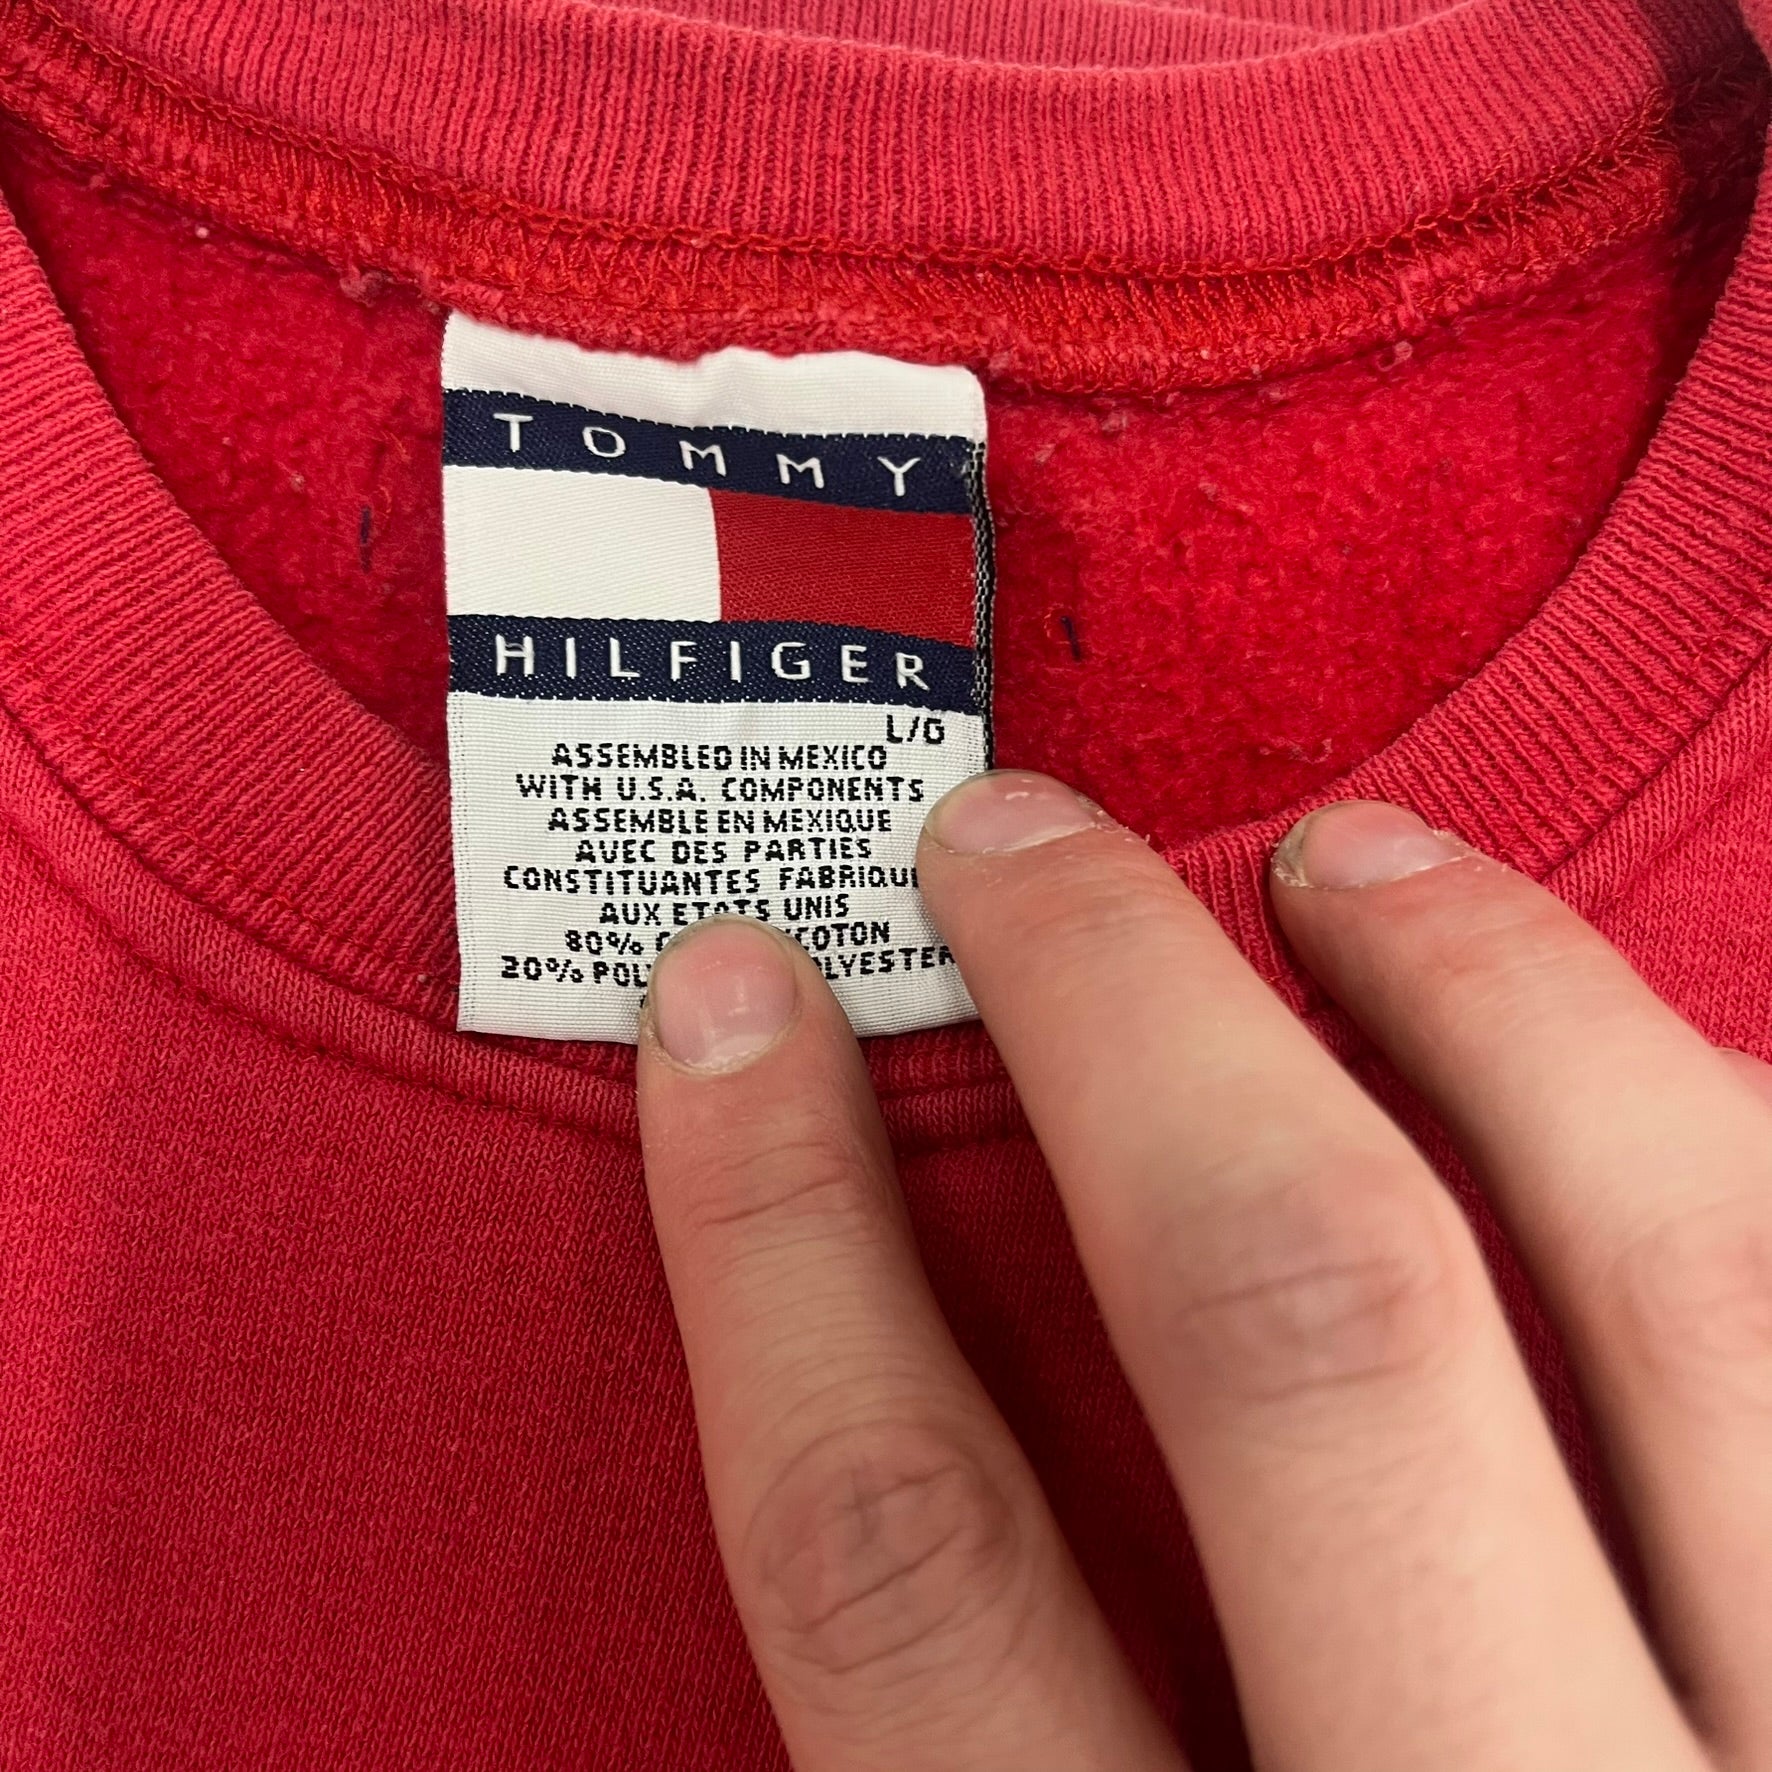 TOMMY
HILFIGER
L/G
ASSEMBLED IN MEXICO
WITH U.S.A. COMPONENTS
ASSEMBLE EN MEXIQUE
AVEC DES PARTIES
CONSTITUANTES
AUX ETATS UNIS
80% COTON
20%